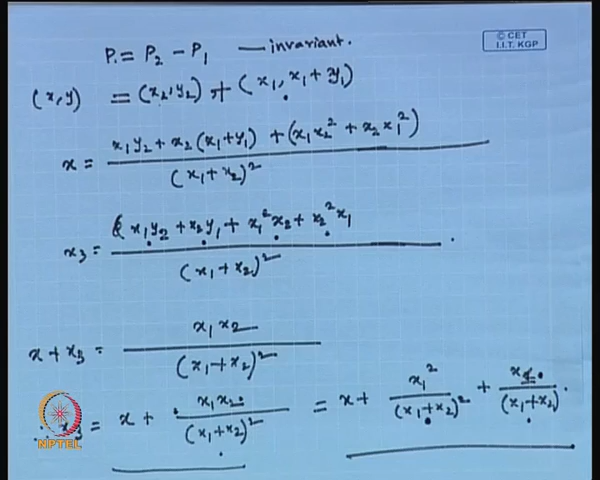 P = P₂ − P₁ — invariant.
© CET
I.I.T. KGP
(x, y) = (x₂, y₂) + (x₁, x₁ + y₁)
x = (x₁y₂ + x₂(x₁+y₁) + (x₁x₂² + x₂x₁²)) / (x₁+x₂)²
x₃ = (x₁y₂ + x₂y₁ + x₁²x₂ + x₂²x₁) / (x₁+x₂)² .
x + x₃ = x₁x₂ / (x₁+x₂)²
x₃ = x + x₁x₂ / (x₁+x₂)² = x + x₁² / (x₁+x₂)² + x₁ / (x₁+x₂) .
NPTEL